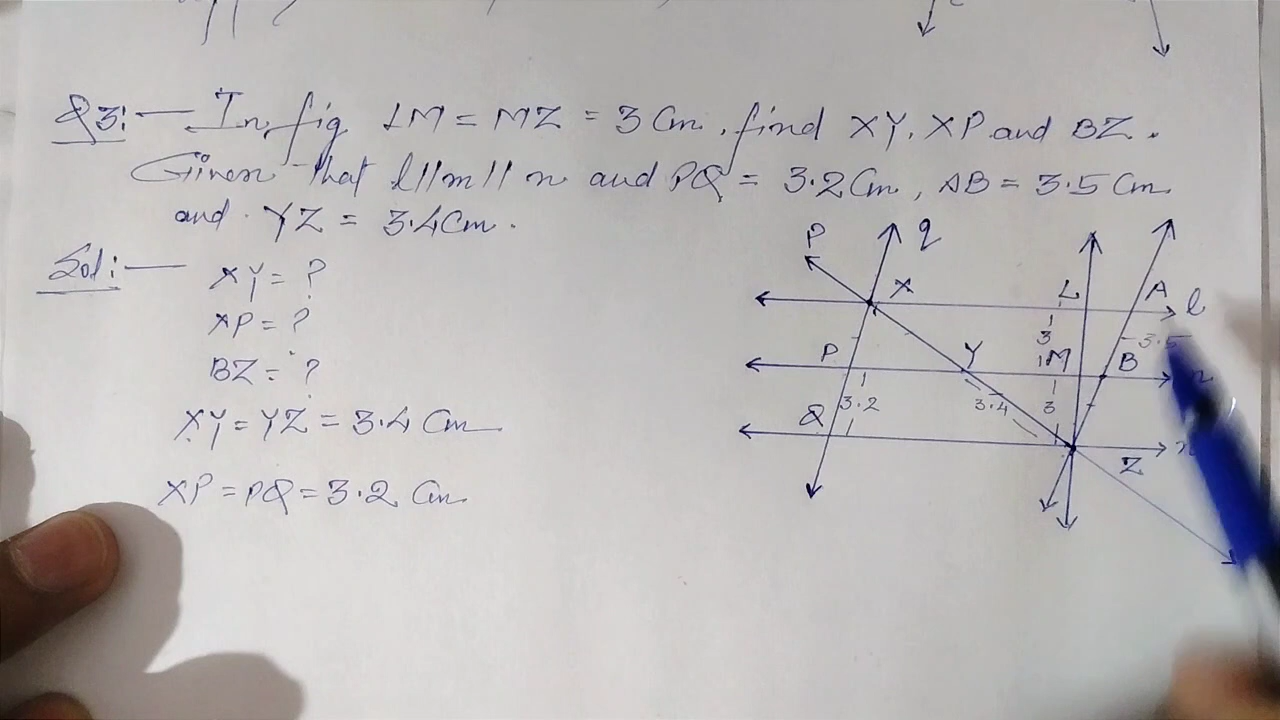 Q3:— In fig LM = MZ = 3 Cm, find XY, XP and BZ.
Given that l||m||n and PQ = 3.2 Cm, AB = 3.5 Cm
and YZ = 3.4 Cm.
Sol:— XY = ?
XP = ?
BZ = ?
XY = YZ = 3.4 Cm
XP = PQ = 3.2 Cm
P q
X L A l
3 3.5
P Y M B
3.2 3.4 3
Q Z